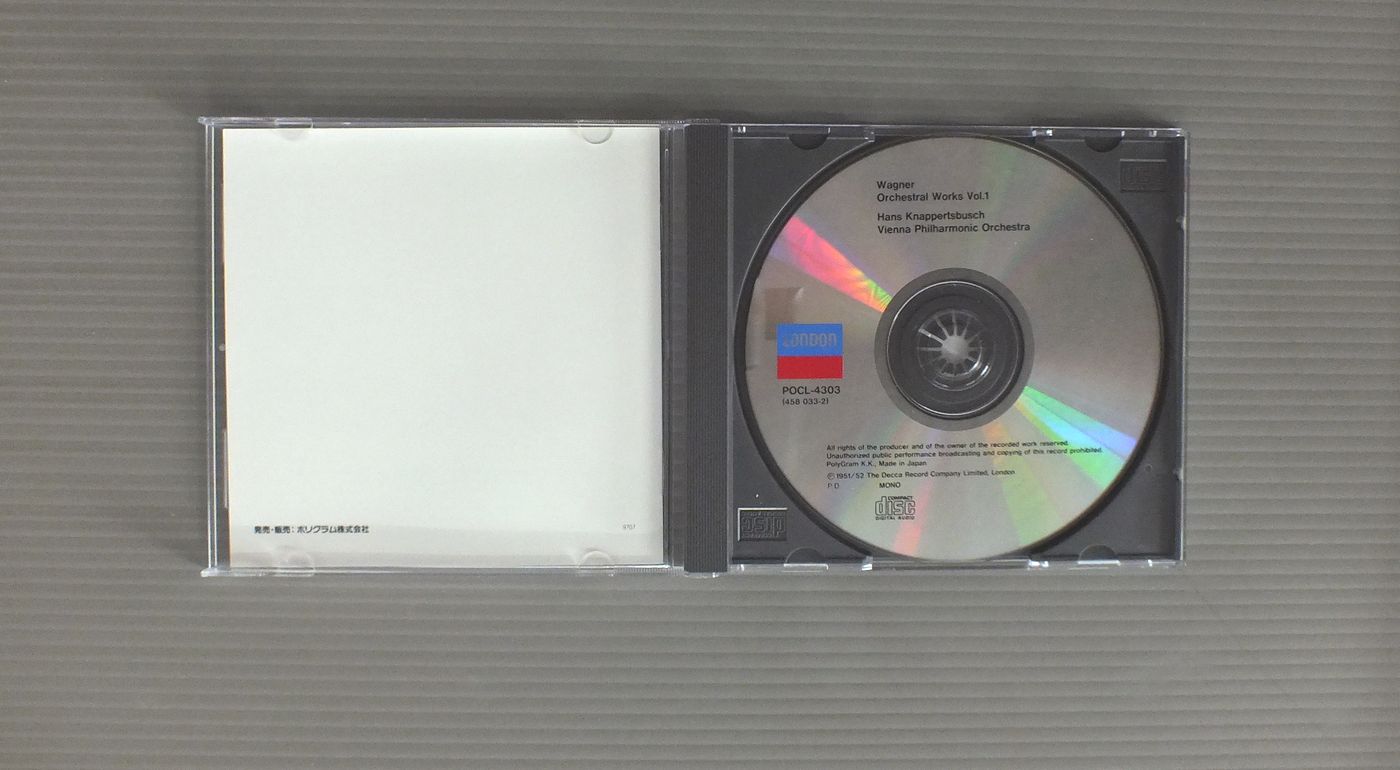 発売・販売：ポリグラム株式会社
9707
Wagner
Orchestral Works Vol.1
Hans Knappertsbusch
Vienna Philharmonic Orchestra
LONDON
POCL-4303
(458 033-2)
All rights of the producer and of the owner of the recorded work reserved.
Unauthorized public performance broadcasting and copying of this record prohibited.
PolyGram K.K., Made in Japan
Ⓟ 1951/52 The Decca Record Company Limited, London
P.D. MONO
COMPACT
disc
DIGITAL AUDIO